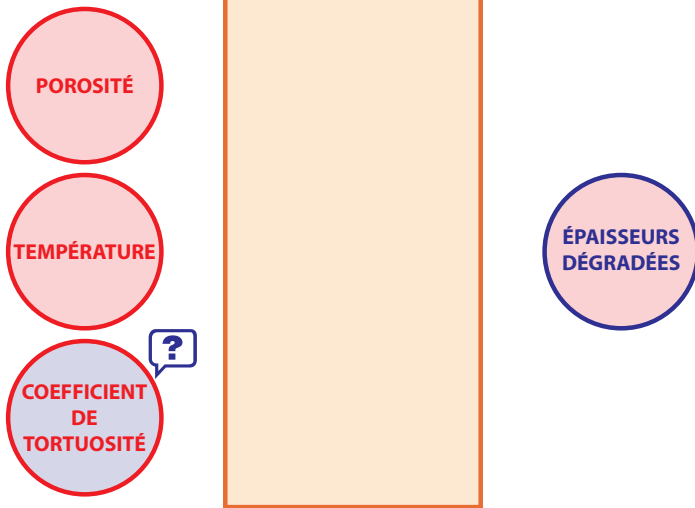 POROSITÉ
TEMPÉRATURE
?
COEFFICIENT
DE
TORTUOSITÉ
ÉPAISSEURS
DÉGRADÉES